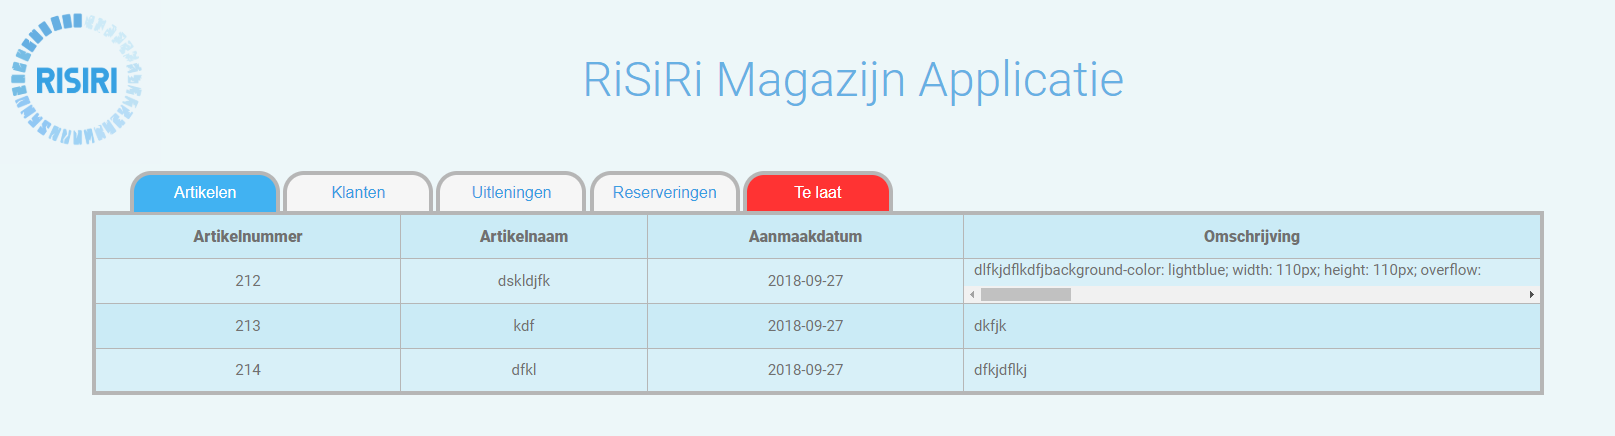 RISIRI
RiSiRi Magazijn Applicatie
Artikelen Klanten Uitleningen Reserveringen Te laat
Artikelnummer Artikelnaam Aanmaakdatum Omschrijving
212 dskldjfk 2018-09-27 dlfkjdflkdfjbackground-color: lightblue; width: 110px; height: 110px; overflow:
213 kdf 2018-09-27 dkfjk
214 dfkl 2018-09-27 dfkjdflkj